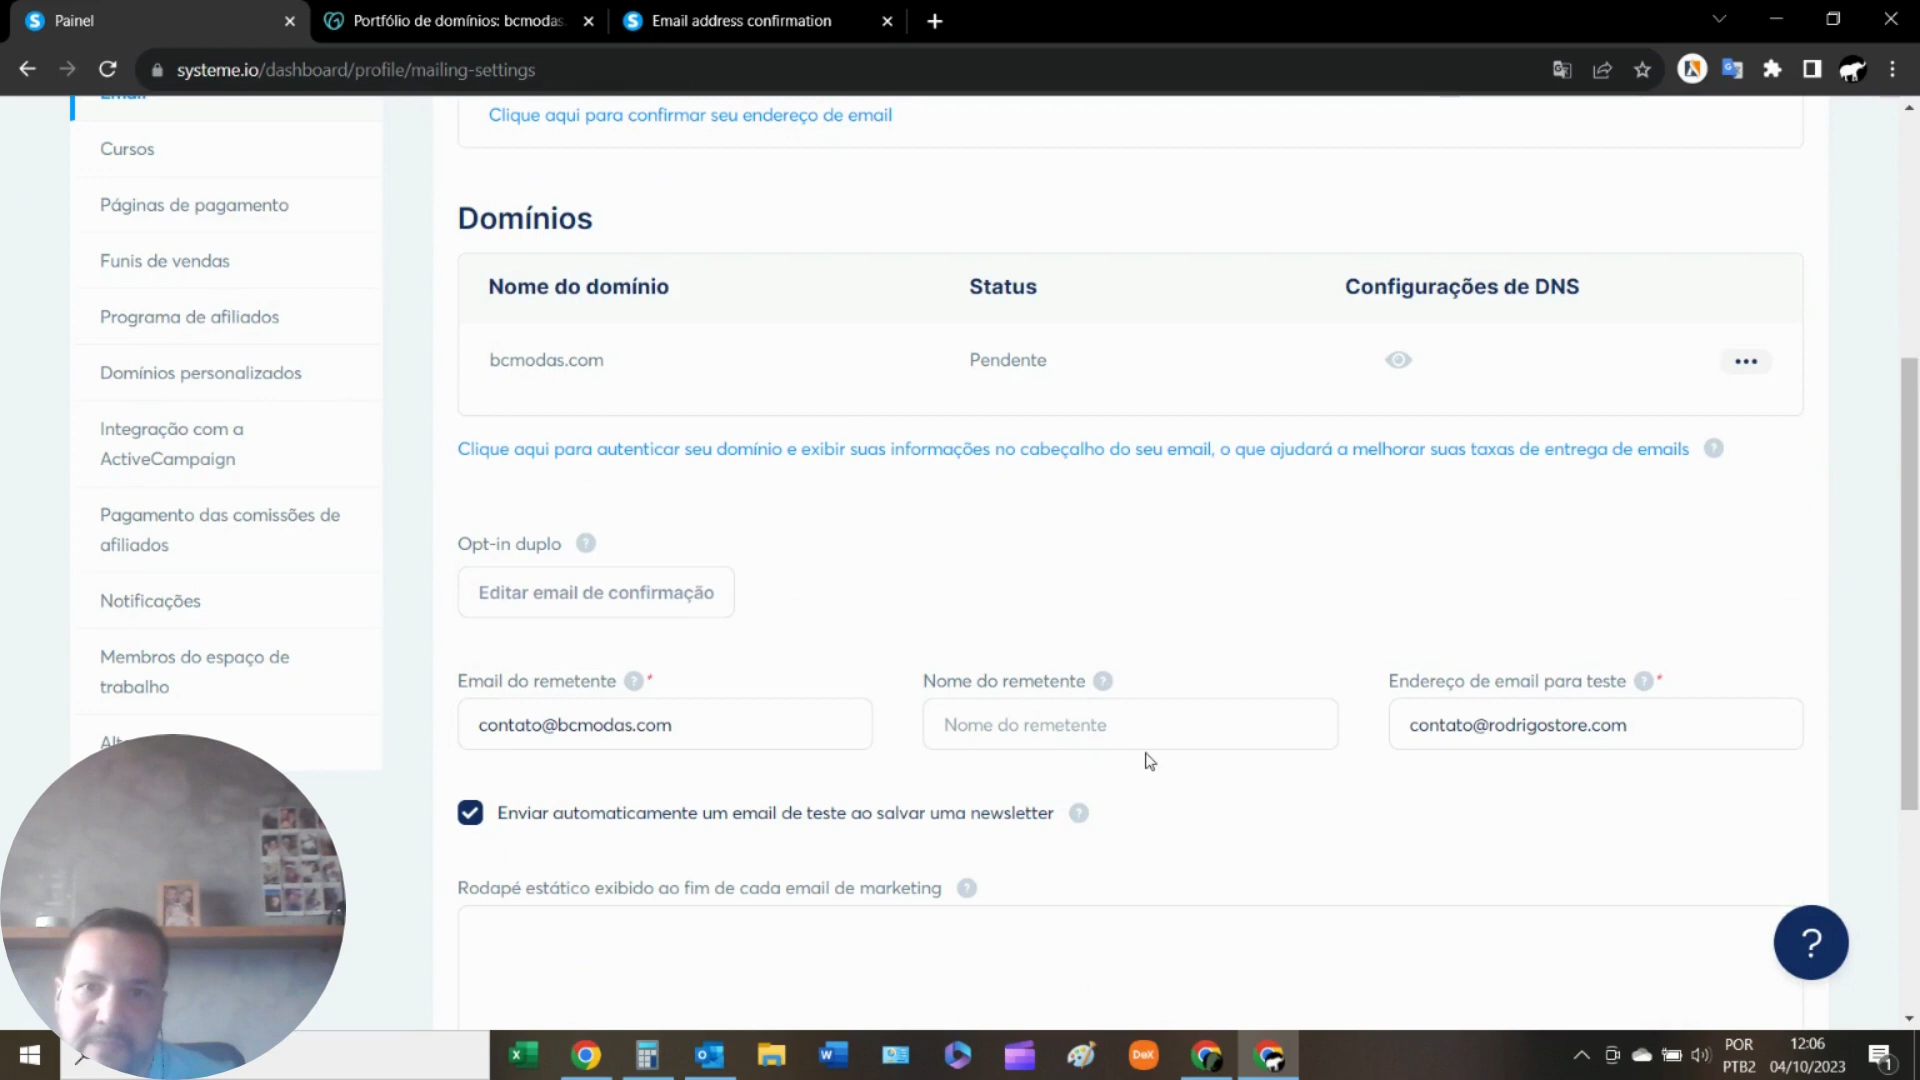 Painel
Portfólio de domínios: bcmodas.
Email address confirmation
systeme.io/dashboard/profile/mailing-settings
Email
Clique aqui para confirmar seu endereço de email
Cursos
Páginas de pagamento
Funis de vendas
Programa de afiliados
Domínios personalizados
Integração com a
ActiveCampaign
Pagamento das comissões de
afiliados
Notificações
Membros do espaço de
trabalho
Domínios
Nome do domínio
Status
Configurações de DNS
bcmodas.com
Pendente
Clique aqui para autenticar seu domínio e exibir suas informações no cabeçalho do seu email, o que ajudará a melhorar suas taxas de entrega de emails ?
Opt-in duplo ?
Editar email de confirmação
Email do remetente ? *
Nome do remetente ?
Endereço de email para teste ? *
contato@bcmodas.com
Nome do remetente
contato@rodrigostore.com
Enviar automaticamente um email de teste ao salvar uma newsletter ?
Rodapé estático exibido ao fim de cada email de marketing ?
?
DeX
POR
PTB2
12:06
04/10/2023
1